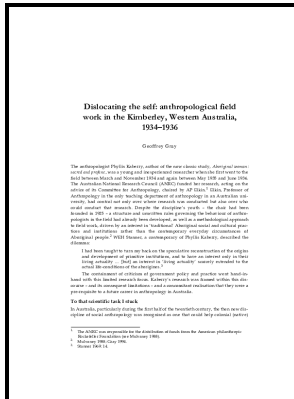 Dislocating the self: anthropological field
work in the Kimberley, Western Australia,
1934–1936
Geoffrey Gray
The anthropologist Phyllis Kaberry, author of the now classic study, Aboriginal woman:
sacred and profane, was a young and inexperienced researcher when she first went to the
field between March and November 1934 and again between May 1935 and June 1936.
The Australian National Research Council (ANRC) funded her research, acting on the
advice of its Committee for Anthropology, chaired by AP Elkin.
Elkin, Professor of
Anthropology in the only teaching department of anthropology in an Australian uni-
versity, had control not only over where research was conducted but also over who
could conduct that research. Despite the discipline's youth – the chair had been
founded in 1925 – a structure and unwritten rules governing the behaviour of anthro-
pologists in the field had already been developed, as well as a methodological approach
to field work, driven by an interest in 'traditional' Aboriginal social and cultural prac-
tices and institutions rather than the contemporary everyday circumstances of
Aboriginal people.
WEH Stanner, a contemporary of Phyllis Kaberry, described the
dilemma:
I had been taught to turn my back on the speculative reconstruction of the origins
and development of primitive institutions, and to have an interest only in their
living actuality ... [but] an interest in 'living actuality' scarcely extended to the
actual life conditions of the aborigines.
The containment of criticism of government policy and practice went hand-in-
hand with this limited research focus. Kaberry's research was framed within this dis-
course – and its consequent limitations – and a concomitant realisation that they were a
prerequisite to a future career in anthropology in Australia.
To that scientific task I stuck
In Australia, particularly during the first half of the twentieth century, the then new dis-
cipline of social anthropology was recognised as one that could help colonial (native)
The ANRC was responsible for the distribution of funds from the American philanthropic
Rockefeller Foundation (see Mulvaney 1988).
Mulvaney 1988; Gray 1996.
Stanner 1969: 14.